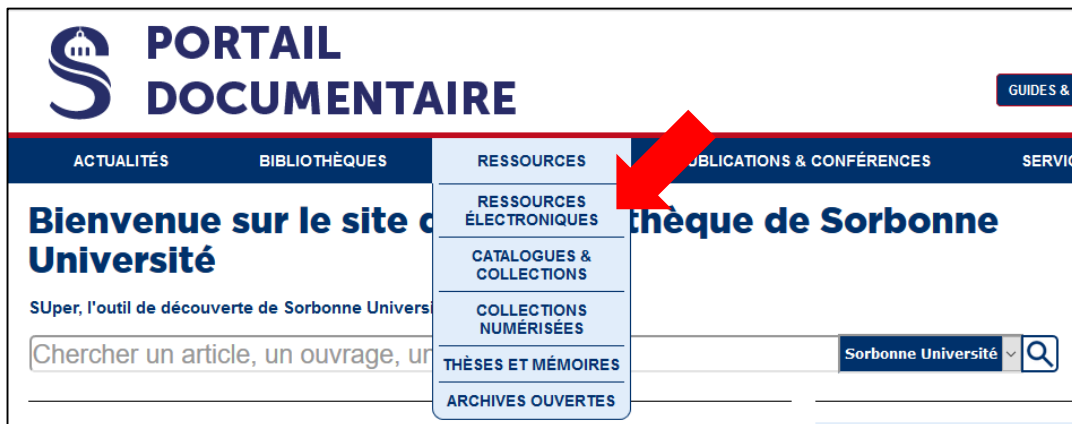 PORTAIL
DOCUMENTAIRE
GUIDES &
ACTUALITÉS BIBLIOTHÈQUES RESSOURCES PUBLICATIONS & CONFÉRENCES
RESSOURCES
ÉLECTRONIQUES
CATALOGUES &
COLLECTIONS
COLLECTIONS
NUMÉRISÉES
THÈSES ET MÉMOIRES
ARCHIVES OUVERTES
Bienvenue sur le site thèque de Sorbonne
Université
SUper, l'outil de découverte de Sorbonne Universi
Chercher un article, un ouvrage, un
Sorbonne Université